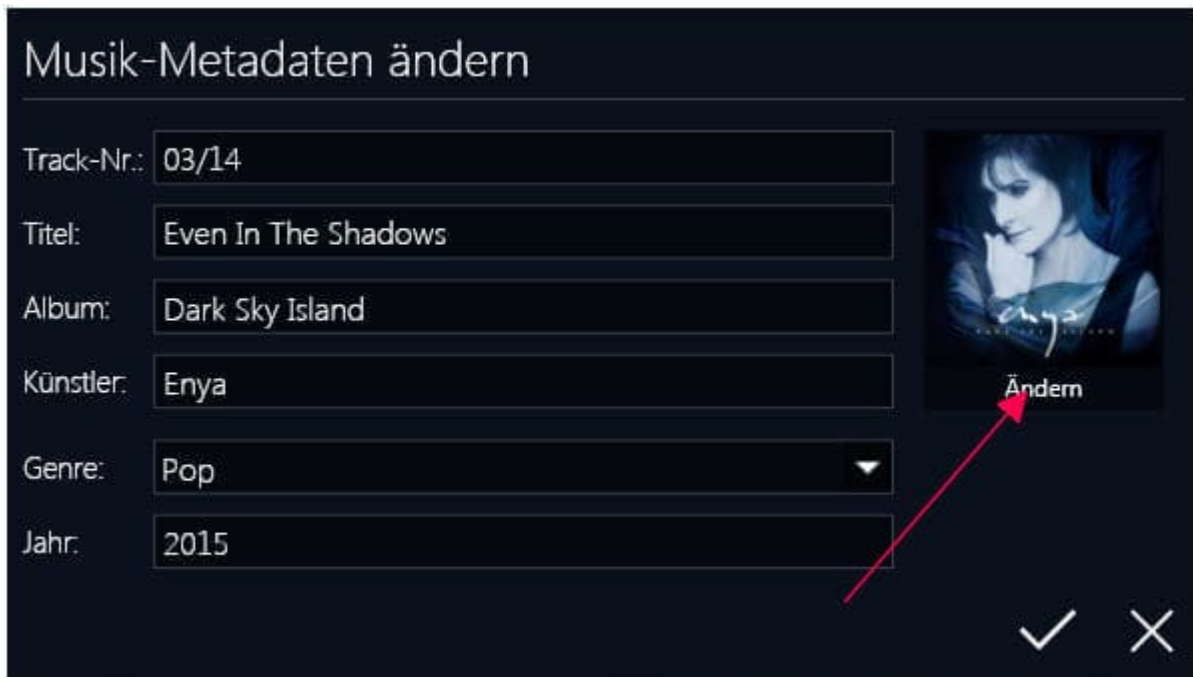 Musik-Metadaten ändern
Track-Nr.: 03/14
Titel: Even In The Shadows
Album: Dark Sky Island
Künstler: Enya
Genre: Pop
Jahr: 2015
enya
Ändern